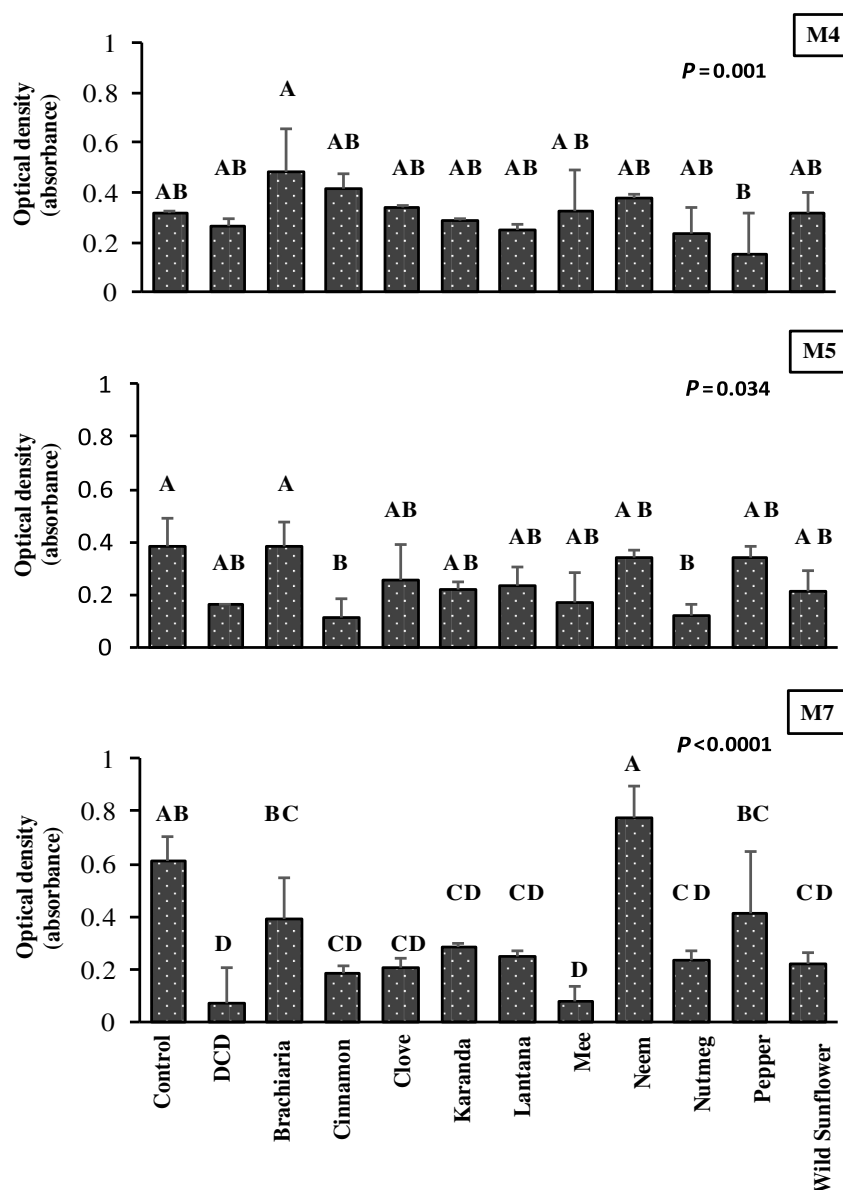 M4
P = 0.001
Optical density
(absorbance)
1
0.8
0.6
0.4
0.2
0
AB AB A AB AB AB AB A B AB AB B AB
M5
P = 0.034
Optical density
(absorbance)
1
0.8
0.6
0.4
0.2
0
A AB A B AB AB AB AB A B B A B A B
M7
P <0.0001
Optical density
(absorbance)
1
0.8
0.6
0.4
0.2
0
AB D BC CD CD CD CD D A C D BC CD
Control
DCD
Brachiaria
Cinnamon
Clove
Karanda
Lantana
Mee
Neem
Nutmeg
Pepper
Wild Sunflower